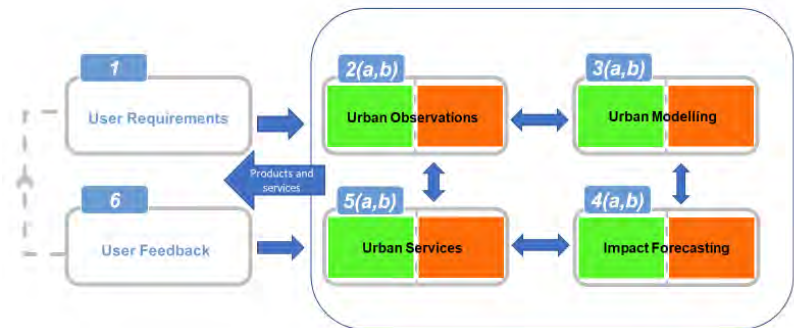 1
User Requirements
2(a,b)
Urban Observations
3(a,b)
Urban Modelling
Products and
services
6
User Feedback
5(a,b)
Urban Services
4(a,b)
Impact Forecasting